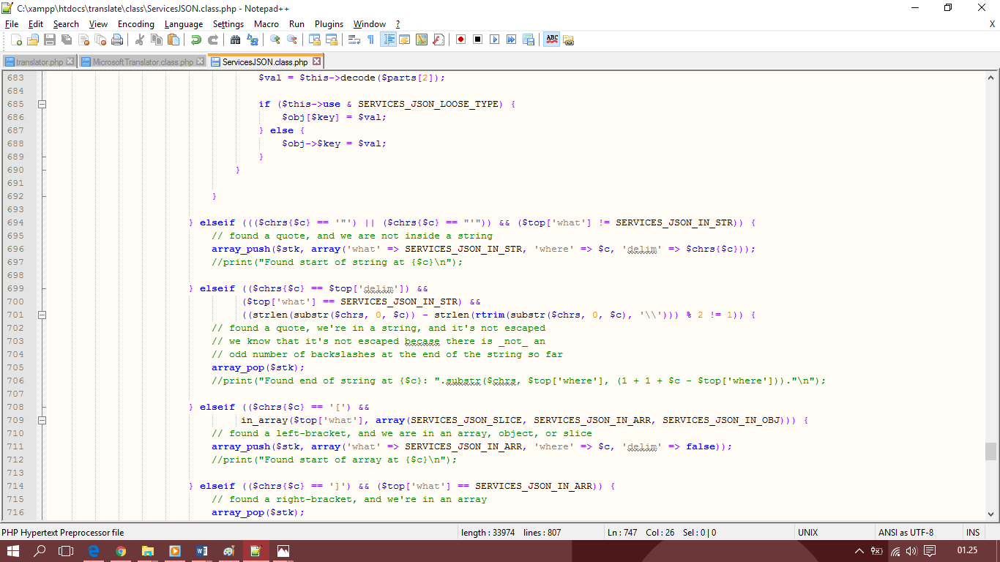 C:\xampp\htdocs\translate\class\ServicesJSON.class.php - Notepad++
File Edit Search View Encoding Language Settings Macro Run Plugins Window ? X
translator.php MicrosoftTranslator.class.php ServicesJSON.class.php
683 $val = $this->decode($parts[2]);
684
685 if ($this->use & SERVICES_JSON_LOOSE_TYPE) {
686 $obj[$key] = $val;
687 } else {
688 $obj->$key = $val;
689 }
690 }
691
692 }
693
694 } elseif ((($chrs{$c} == '"') || ($chrs{$c} == "'")) && ($top['what'] != SERVICES_JSON_IN_STR)) {
695 // found a quote, and we are not inside a string
696 array_push($stk, array('what' => SERVICES_JSON_IN_STR, 'where' => $c, 'delim' => $chrs{$c}));
697 //print("Found start of string at {$c}\n");
698
699 } elseif (($chrs{$c} == $top['delim']) &&
700 ($top['what'] == SERVICES_JSON_IN_STR) &&
701 ((strlen(substr($chrs, 0, $c)) - strlen(rtrim(substr($chrs, 0, $c), '\\'))) % 2 != 1)) {
702 // found a quote, we're in a string, and it's not escaped
703 // we know that it's not escaped becase there is _not_ an
704 // odd number of backslashes at the end of the string so far
705 array_pop($stk);
706 //print("Found end of string at {$c}: ".substr($chrs, $top['where'], (1 + 1 + $c - $top['where']))."\n");
707
708 } elseif (($chrs{$c} == '[') &&
709 in_array($top['what'], array(SERVICES_JSON_SLICE, SERVICES_JSON_IN_ARR, SERVICES_JSON_IN_OBJ))) {
710 // found a left-bracket, and we are in an array, object, or slice
711 array_push($stk, array('what' => SERVICES_JSON_IN_ARR, 'where' => $c, 'delim' => false));
712 //print("Found start of array at {$c}\n");
713
714 } elseif (($chrs{$c} == ']') && ($top['what'] == SERVICES_JSON_IN_ARR)) {
715 // found a right-bracket, and we're in an array
716 array_pop($stk);
PHP Hypertext Preprocessor file length : 33974 lines : 807 Ln : 747 Col : 26 Sel : 0 | 0 UNIX ANSI as UTF-8 INS
01.25